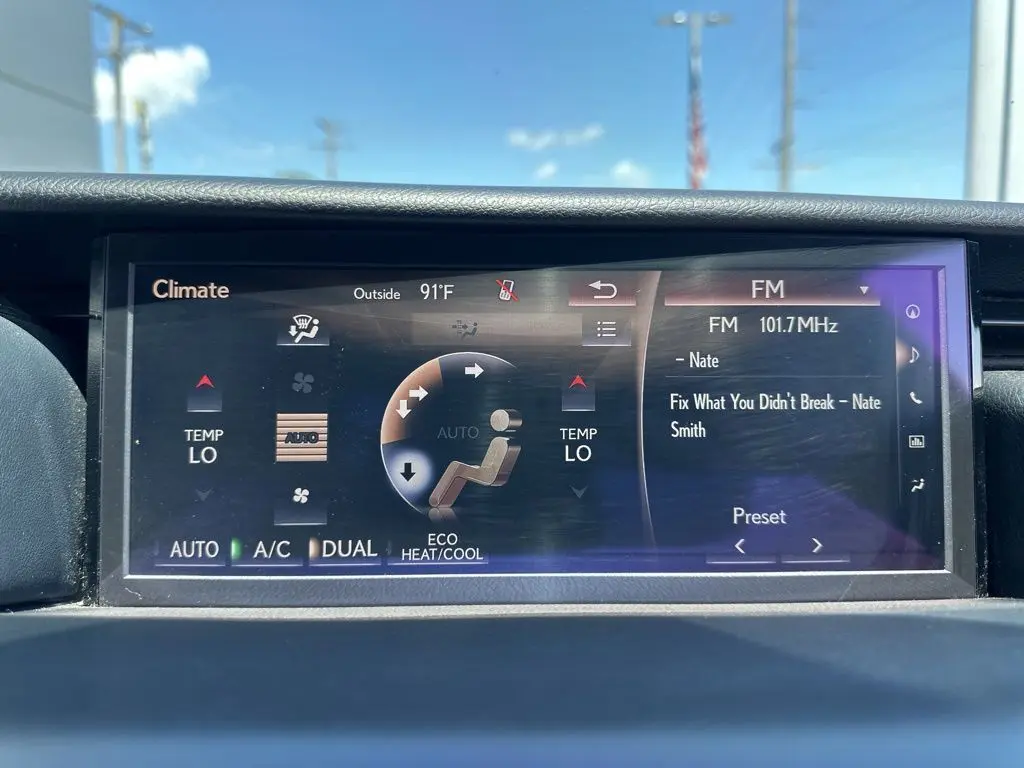 Climate
Outside 91°F
FM
FM 101.7MHz
- Nate
Fix What You Didn't Break - Nate
Smith
TEMP
LO
AUTO
AUTO
TEMP
LO
Preset
AUTO
A/C
DUAL
ECO
HEAT/COOL